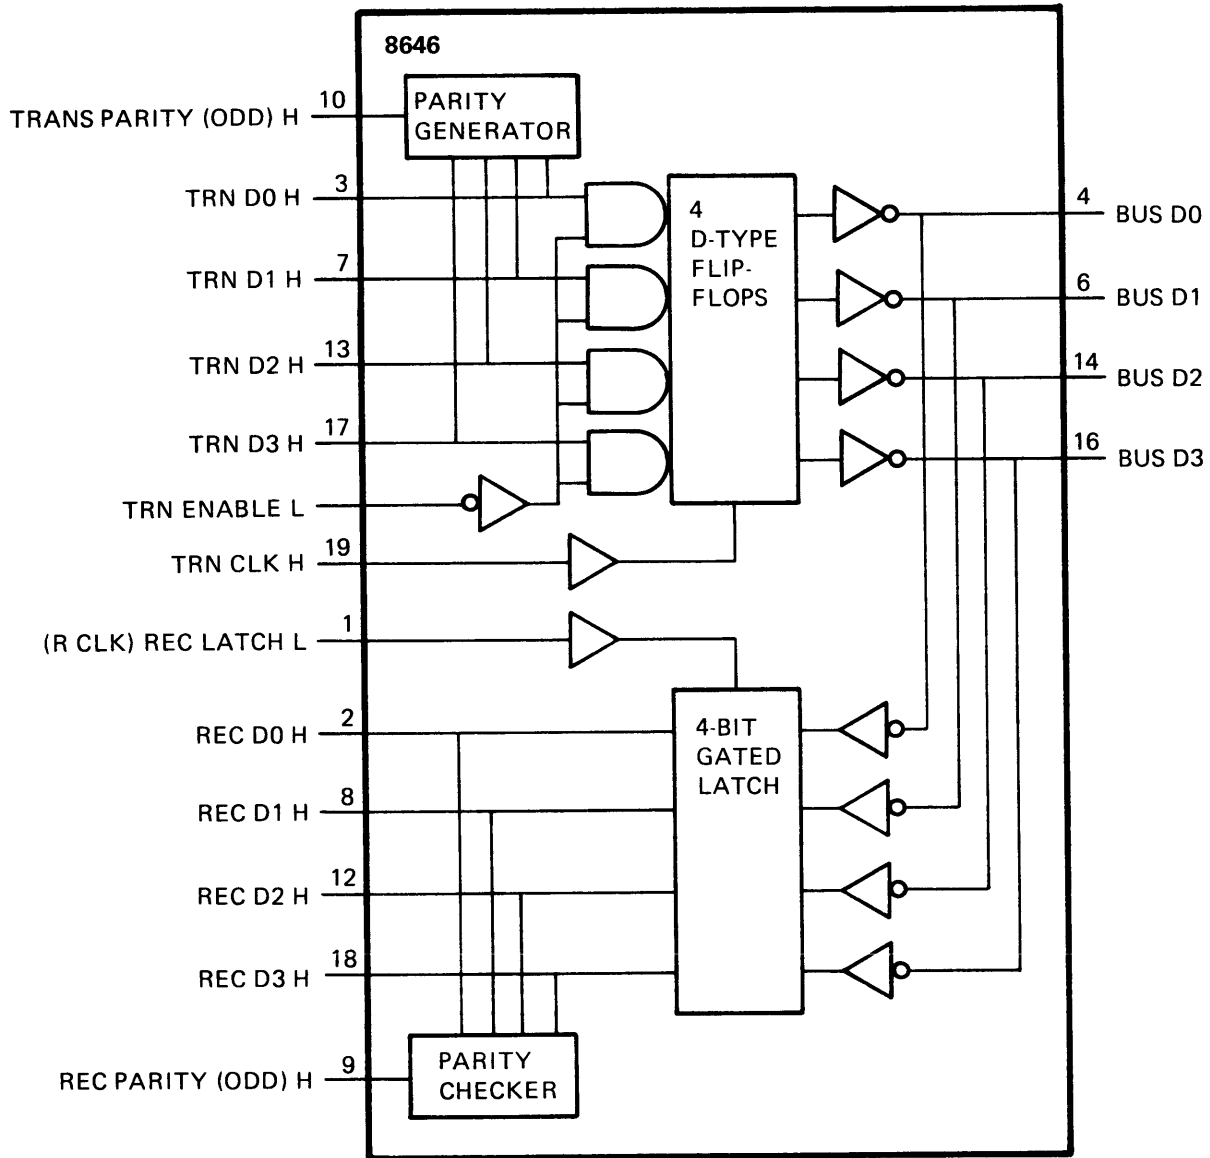 8646
PARITY
GENERATOR
TRANS PARITY (ODD) H
10
TRN D0 H
3
TRN D1 H
7
TRN D2 H
13
TRN D3 H
17
TRN ENABLE L
TRN CLK H
19
4
D-TYPE
FLIP-
FLOPS
4
BUS D0
6
BUS D1
14
BUS D2
16
BUS D3
(R CLK) REC LATCH L
1
REC D0 H
2
REC D1 H
8
REC D2 H
12
REC D3 H
18
4-BIT
GATED
LATCH
REC PARITY (ODD) H
9
PARITY
CHECKER